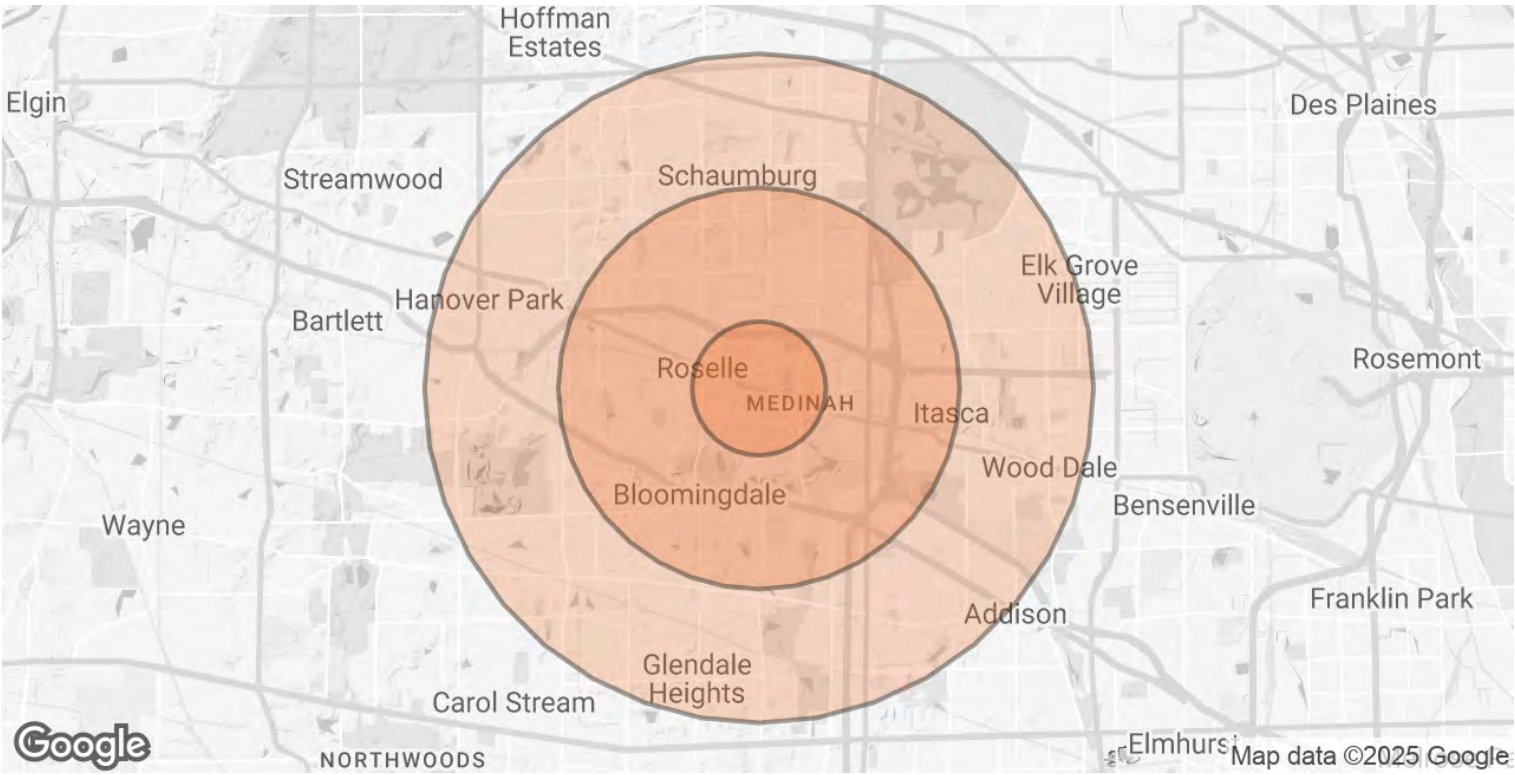 Hoffman
Estates
Elgin
Des Plaines
Streamwood
Schaumburg
Elk Grove
Village
Hanover Park
Bartlett
Roselle
Rosemont
MEDINAH
Itasca
Wood Dale
Bloomingdale
Bensenville
Wayne
Franklin Park
Addison
Glendale
Heights
Carol Stream
Google
NORTHWOODS
Elmhurst
Map data ©2025 Google